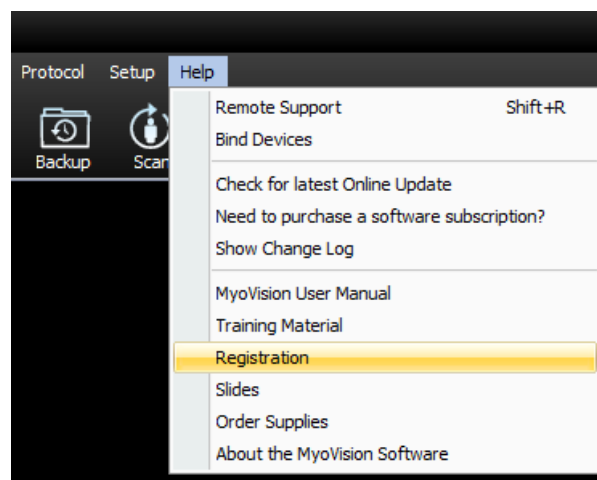 Protocol Setup Help
Backup Scan
Remote Support Shift+R
Bind Devices
Check for latest Online Update
Need to purchase a software subscription?
Show Change Log
MyoVision User Manual
Training Material
Registration
Slides
Order Supplies
About the MyoVision Software